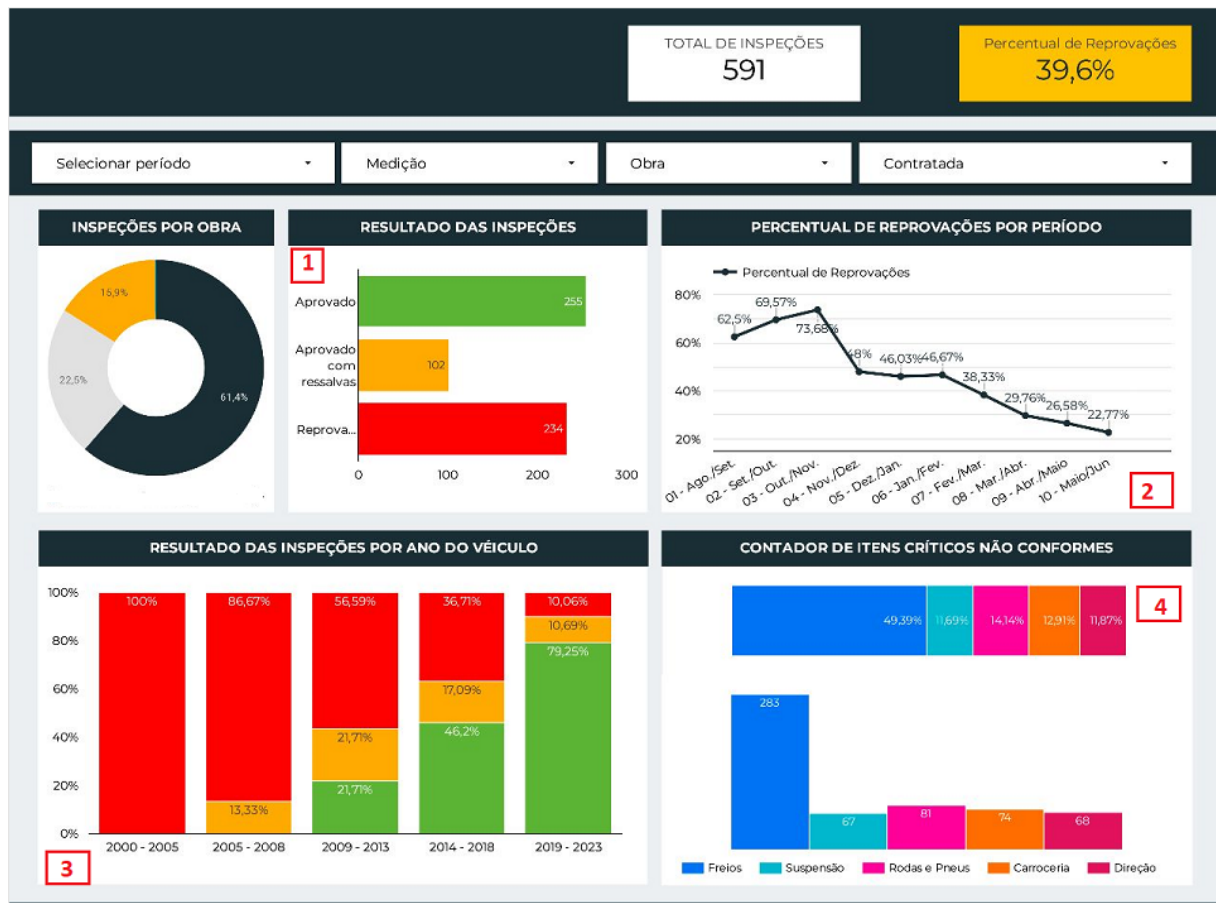 TOTAL DE INSPEÇÕES
591
Percentual de Reprovações
39,6%
Selecionar período
Medição
Obra
Contratada
INSPEÇÕES POR OBRA
15,9%
22,5%
61,4%
RESULTADO DAS INSPEÇÕES
1
Aprovado
255
Aprovado
com
ressalvas
102
Reprova...
234
0 100 200 300
PERCENTUAL DE REPROVAÇÕES POR PERÍODO
Percentual de Reprovações
80%
60%
40%
20%
62,5%
69,57%
73,68%
48%
46,03%
46,67%
38,33%
29,76%
26,58%
22,77%
01 - Ago./Set.
02 - Set./Out.
03 - Out./Nov.
04 - Nov./Dez.
05 - Dez./Jan.
06 - Jan./Fev.
07 - Fev./Mar.
08 - Mar./Abr.
09 - Abr./Maio
10 - Maio/Jun
2
RESULTADO DAS INSPEÇÕES POR ANO DO VÉICULO
100%
80%
60%
40%
20%
0%
100%
86,67%
13,33%
56,59%
21,71%
21,71%
36,71%
17,09%
46,2%
10,06%
10,69%
79,25%
2000 - 2005 2005 - 2008 2009 - 2013 2014 - 2018 2019 - 2023
3
CONTADOR DE ITENS CRÍTICOS NÃO CONFORMES
49,39% 11,69% 14,14% 12,91% 11,87%
4
283
67
81
74
68
Freios Suspensão Rodas e Pneus Carroceria Direção